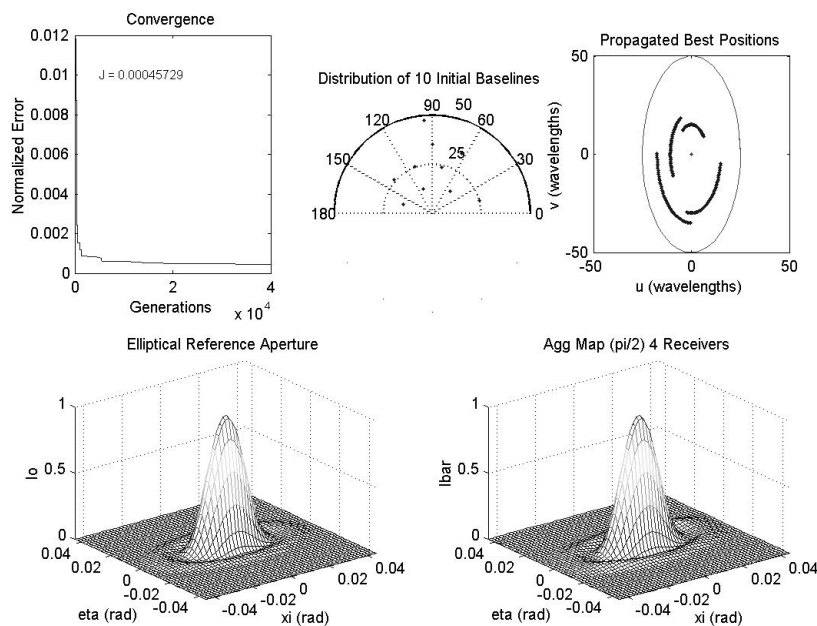 Convergence
0.012
0.01
0.008
0.006
0.004
0.002
0
J = 0.00045729
Normalized Error
0 2 4
Generations
x 10^4
Distribution of 10 Initial Baselines
90 50
120 60
150 25 30
180 0
Propagated Best Positions
50
0
-50
v (wavelengths)
-50 0 50
u (wavelengths)
Elliptical Reference Aperture
1
0.5
0
Io
0.04
0.02
0
-0.02
-0.04
eta (rad)
-0.04
-0.02
0
0.02
0.04
xi (rad)
Agg Map (pi/2) 4 Receivers
1
0.5
0
Ibar
0.04
0.02
0
-0.02
-0.04
eta (rad)
-0.04
-0.02
0
0.02
0.04
xi (rad)